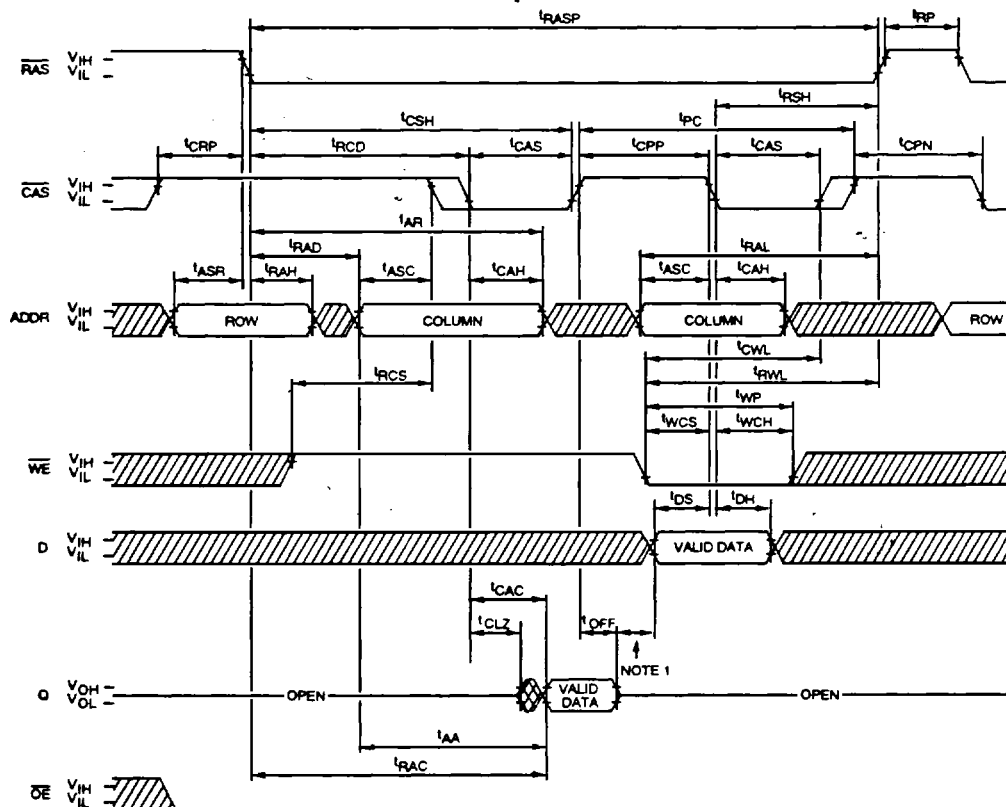 tRASP tRP
RAS VIH
VIL
tRSH
tCSH tPC
tCRP tRCD tCAS tCPP tCAS tCPN
CAS VIH
VIL
tAR
tRAD tRAL
tASR tRAH tASC tCAH tASC tCAH
ADDR VIH
VIL
ROW COLUMN COLUMN ROW
tCWL
tRCS tRWL
tWP
tWCS tWCH
WE VIH
VIL
tDS tDH
D VIH
VIL
VALID DATA
tCAC
tCLZ tOFF
NOTE 1
Q VOH
VOL
OPEN VALID DATA OPEN
tAA
tRAC
OE VIH
VIL